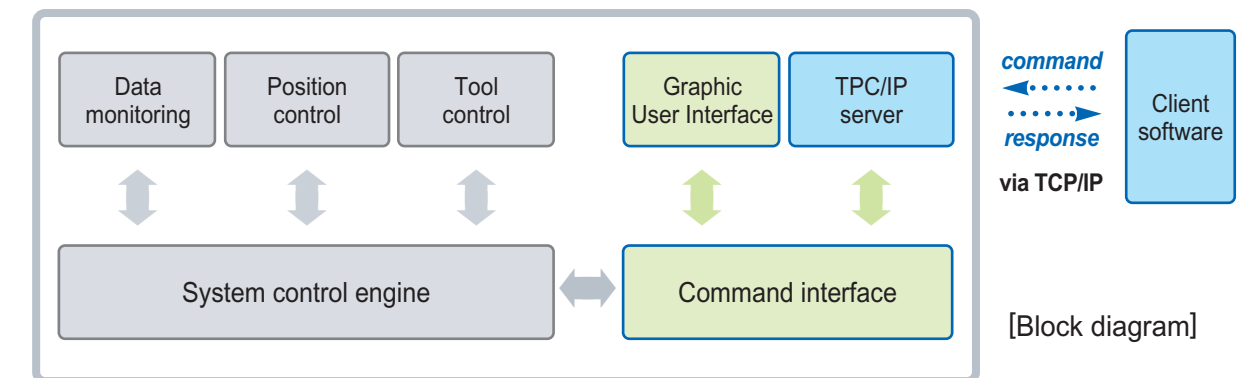 Data
monitoring
Position
control
Tool
control
Graphic
User Interface
TPC/IP
server
command
response
via TCP/IP
Client
software
System control engine
Command interface
[Block diagram]